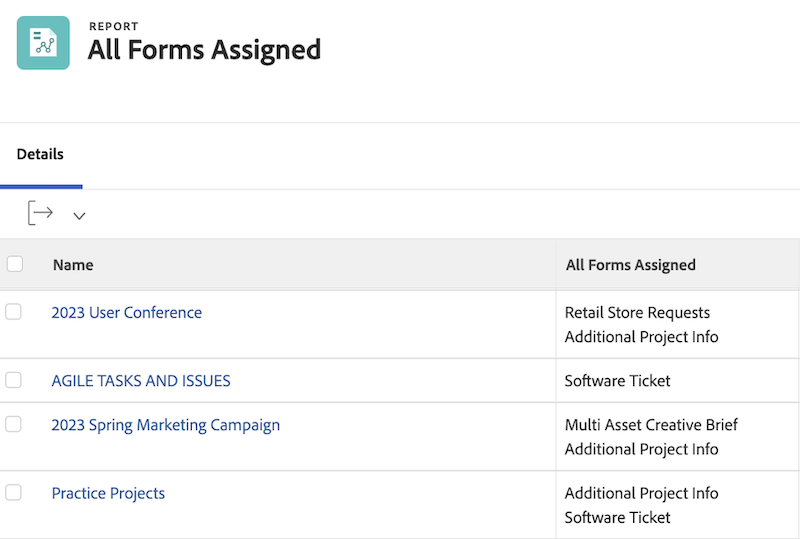 REPORT
All Forms Assigned
Details
Name All Forms Assigned
2023 User Conference Retail Store Requests
Additional Project Info
AGILE TASKS AND ISSUES Software Ticket
2023 Spring Marketing Campaign Multi Asset Creative Brief
Additional Project Info
Practice Projects Additional Project Info
Software Ticket